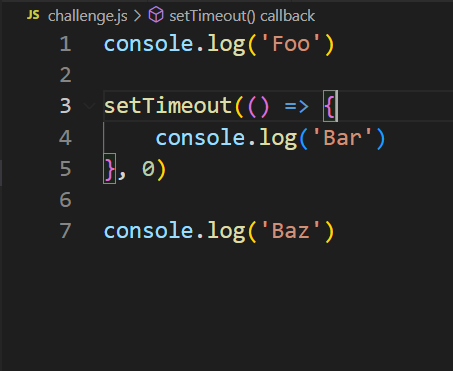 JS challenge.js > setTimeout() callback
1 console.log('Foo')
2
3 setTimeout(() => {
4     console.log('Bar')
5 }, 0)
6
7 console.log('Baz')